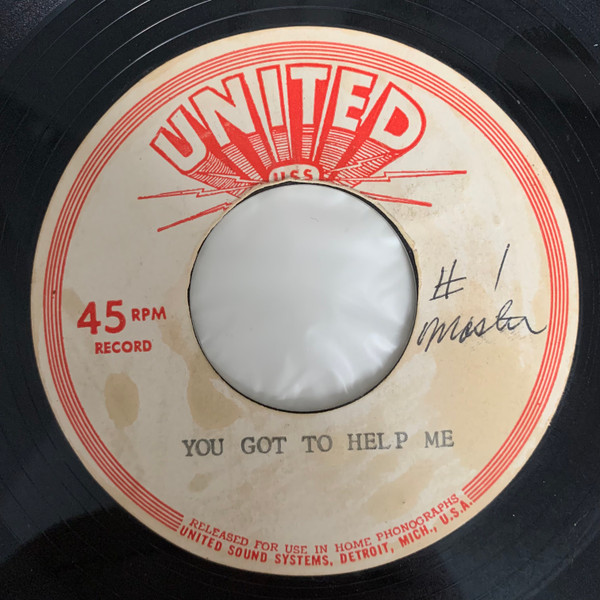 UNITED
USS
# 1
master
45 RPM
RECORD
YOU GOT TO HELP ME
RELEASED FOR USE IN HOME PHONOGRAPHS
UNITED SOUND SYSTEMS, DETROIT, MICH., U.S.A.